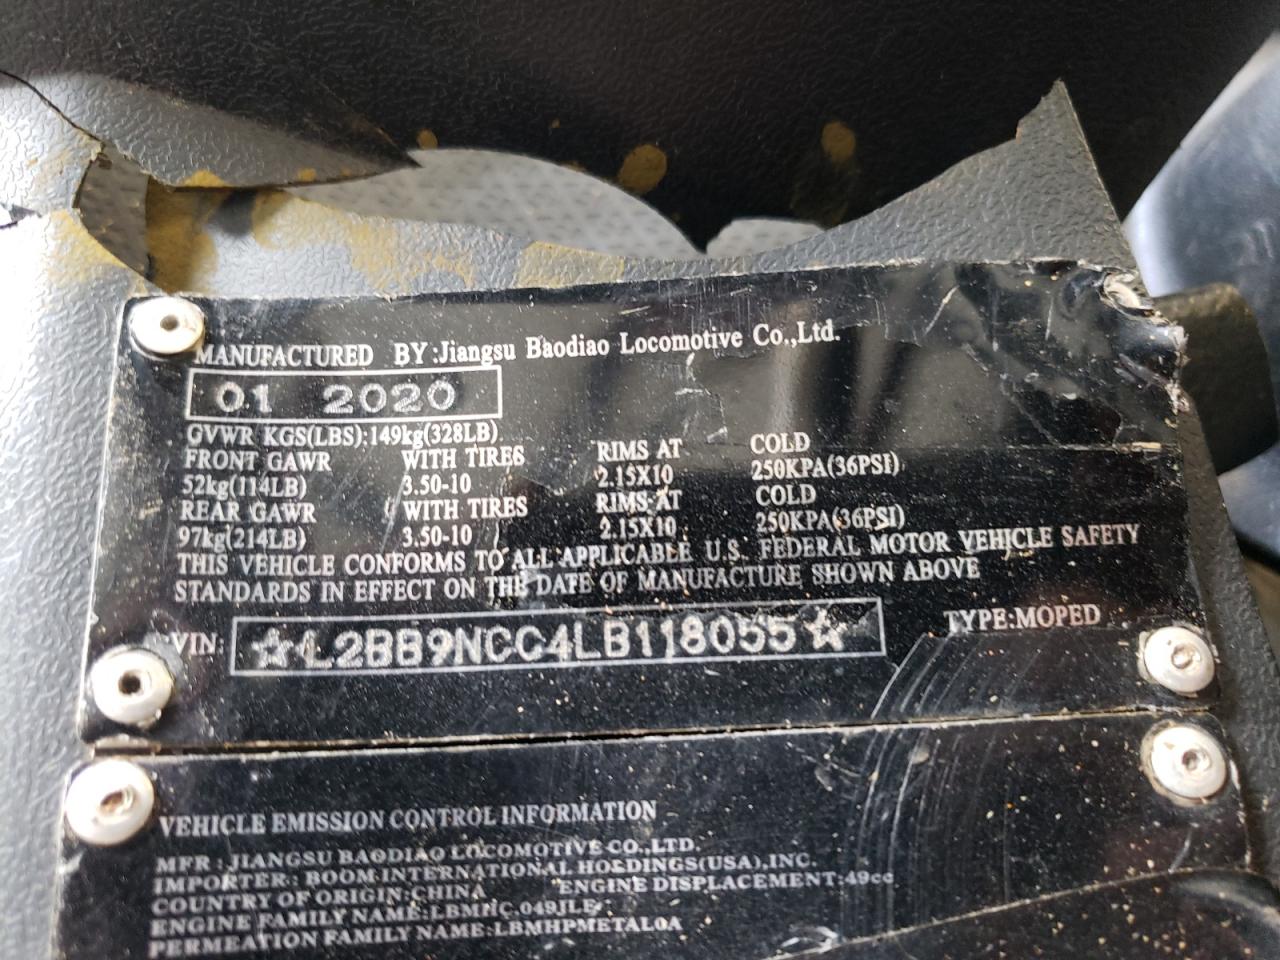 MANUFACTURED BY:Jiangsu Baodiao Locomotive Co.,Ltd.
01 2020
GVWR KGS(LBS):149kg(328LB)
FRONT GAWR WITH TIRES RIMS AT COLD
52kg(114LB) 3.50-10 2.15X10 250KPA(36PSI)
REAR GAWR WITH TIRES RIMS AT COLD
97kg(214LB) 3.50-10 2.15X10 250KPA(36PSI)
THIS VEHICLE CONFORMS TO ALL APPLICABLE U.S. FEDERAL MOTOR VEHICLE SAFETY
STANDARDS IN EFFECT ON THE DATE OF MANUFACTURE SHOWN ABOVE
VIN: ☆L2BB9NCC4LB118055☆ TYPE:MOPED
VEHICLE EMISSION CONTROL INFORMATION
MFR: JIANGSU BAODIAO LOCOMOTIVE CO.,LTD.
IMPORTER: BOOM INTERNATIONAL HOLDINGS(USA),INC.
COUNTRY OF ORIGIN:CHINA ENGINE DISPLACEMENT:49cc
ENGINE FAMILY NAME:LBMHC.049JLE
PERMEATION FAMILY NAME:LBMHPMETAL0A